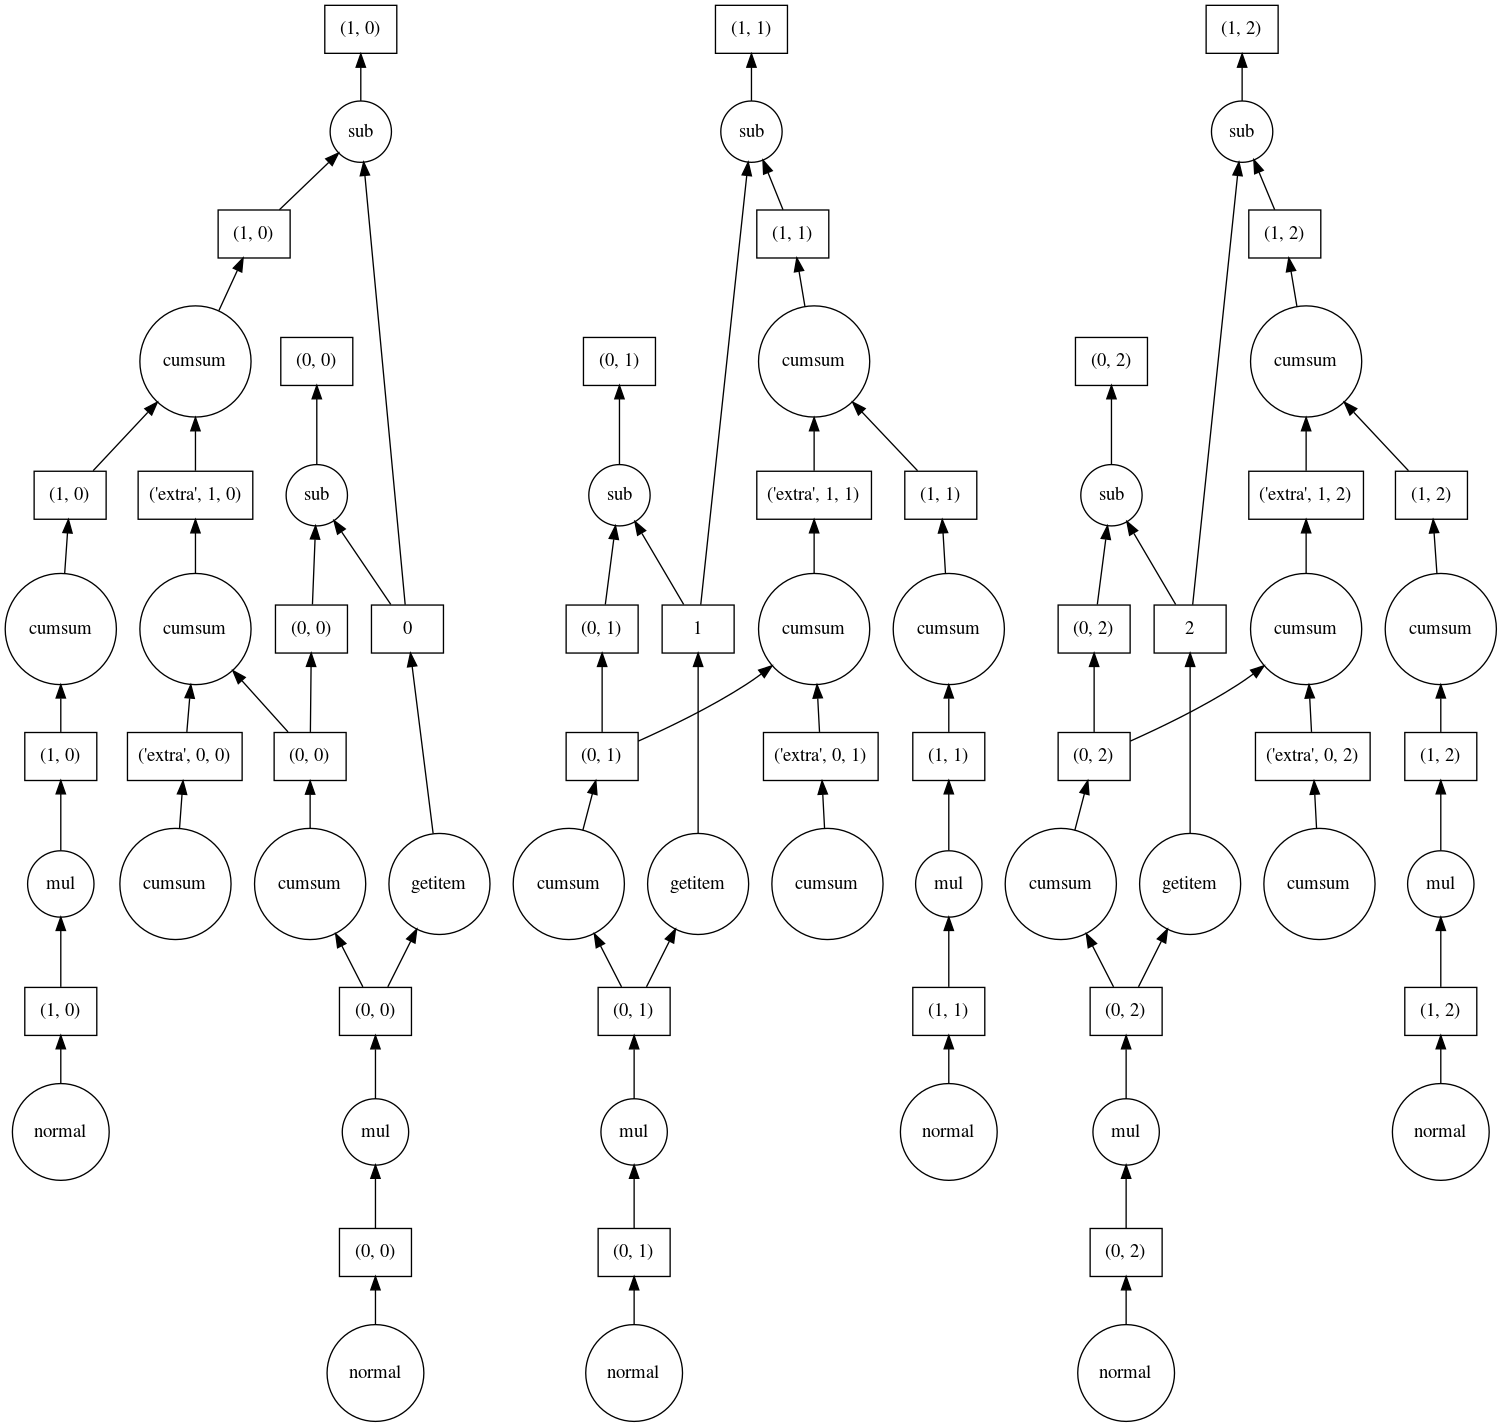 (1, 0)
(1, 1)
(1, 2)
sub
sub
sub
(1, 0)
(1, 1)
(1, 2)
cumsum
(0, 0)
(0, 1)
cumsum
(0, 2)
cumsum
(1, 0)
('extra', 1, 0)
sub
sub
('extra', 1, 1)
(1, 1)
sub
('extra', 1, 2)
(1, 2)
cumsum
cumsum
(0, 0)
0
(0, 1)
1
cumsum
cumsum
(0, 2)
2
cumsum
cumsum
(1, 0)
('extra', 0, 0)
(0, 0)
(0, 1)
('extra', 0, 1)
(1, 1)
(0, 2)
('extra', 0, 2)
(1, 2)
mul
cumsum
cumsum
getitem
cumsum
getitem
cumsum
mul
cumsum
getitem
cumsum
mul
(1, 0)
(0, 0)
(0, 1)
(1, 1)
(0, 2)
(1, 2)
normal
mul
mul
normal
mul
normal
(0, 0)
(0, 1)
(0, 2)
normal
normal
normal